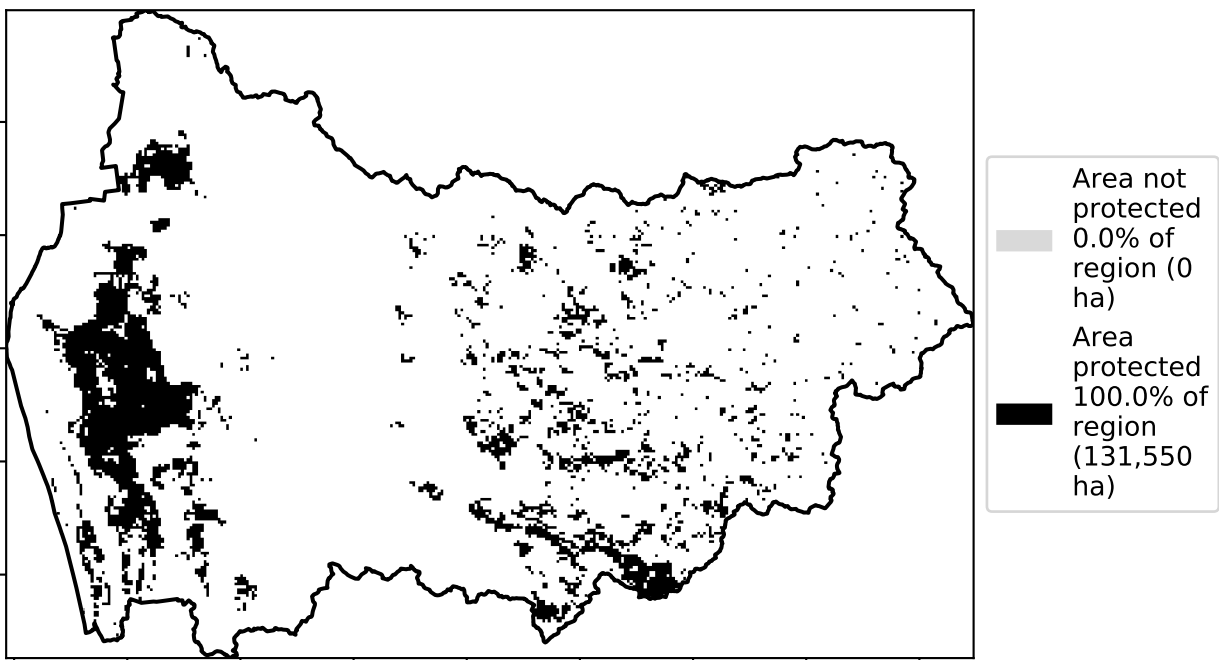 Area not
protected
0.0% of
region (0
ha)
Area
protected
100.0% of
region
(131,550
ha)